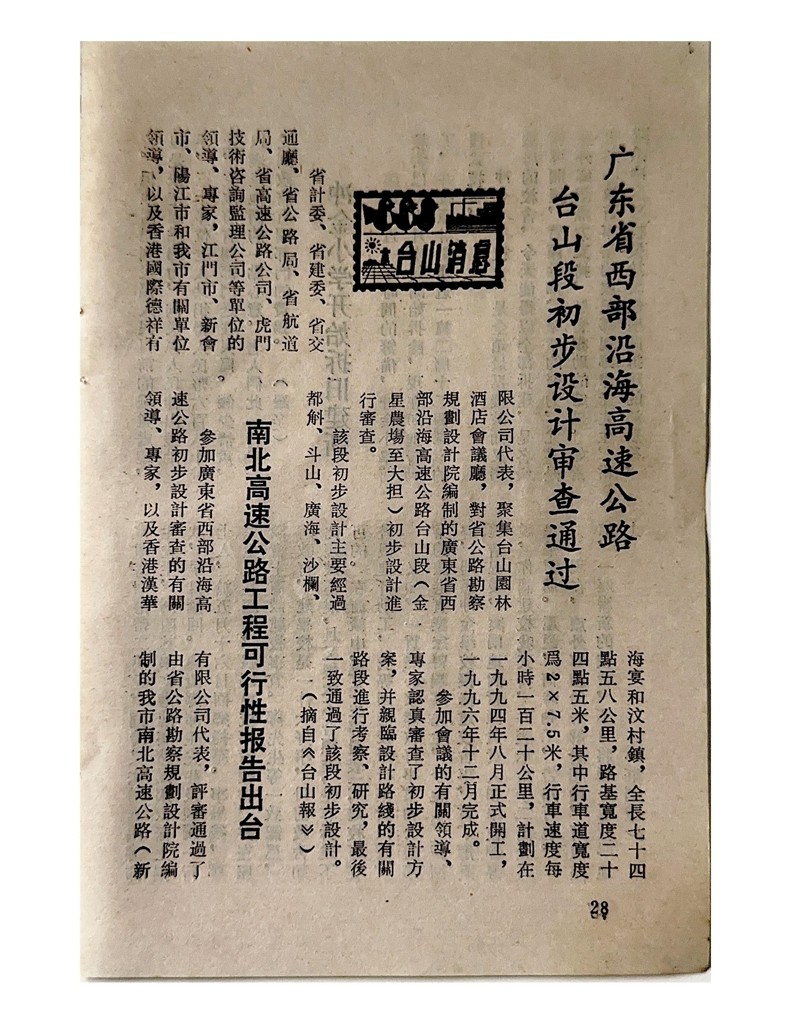 广东省西部沿海高速公路
台山段初步设计审查通过
台山消息
省計委、省建委、省交
通廳、省公路局、省航道
局、省高速公路公司、虎門
技術咨詢監理公司等單位的
領導、專家，江門市、新會
市、陽江市和我市有關單位
領導，以及香港國際德祥有
限公司代表，聚集台山園林
酒店會議廳，對省公路勘察
規劃設計院編制的廣東省西
部沿海高速公路台山段（金
星農場至大担）初步設計進
行審查。
該段初步設計主要經過
都斛、斗山、廣海、沙欄、
海宴和汶村鎮，全長七十四
點五八公里，路基寬度二十
四點五米，其中行車道寬度
爲2×7.5米，行車速度每
小時一百二十公里，計劃在
一九九四年八月正式開工，
一九九六年十二月完成。
參加會議的有關領導、
專家認真審查了初步設計方
案，并親臨設計路綫的有關
路段進行考察、研究，最後
一致通過了該段初步設計。
（摘自《台山報》）
南北高速公路工程可行性报告出台
參加廣東省西部沿海高
速公路初步設計審查的有關
領導、專家，以及香港漢華
有限公司代表，評審通過了
由省公路勘察規劃設計院編
制的我市南北高速公路（新
28